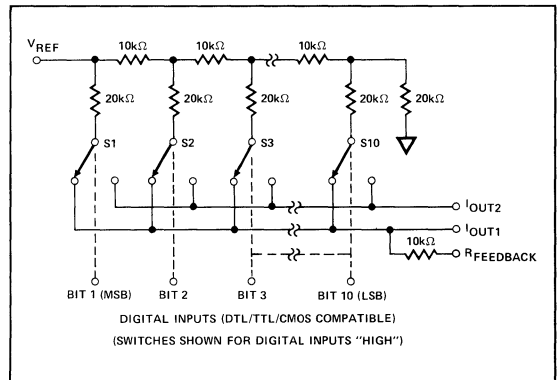 VREF
10kΩ 10kΩ 10kΩ
20kΩ 20kΩ 20kΩ 20kΩ 20kΩ
S1 S2 S3 S10
IOUT2
IOUT1
10kΩ
RFEEDBACK
BIT 1 (MSB) BIT 2 BIT 3 BIT 10 (LSB)
DIGITAL INPUTS (DTL/TTL/CMOS COMPATIBLE)
(SWITCHES SHOWN FOR DIGITAL INPUTS "HIGH")